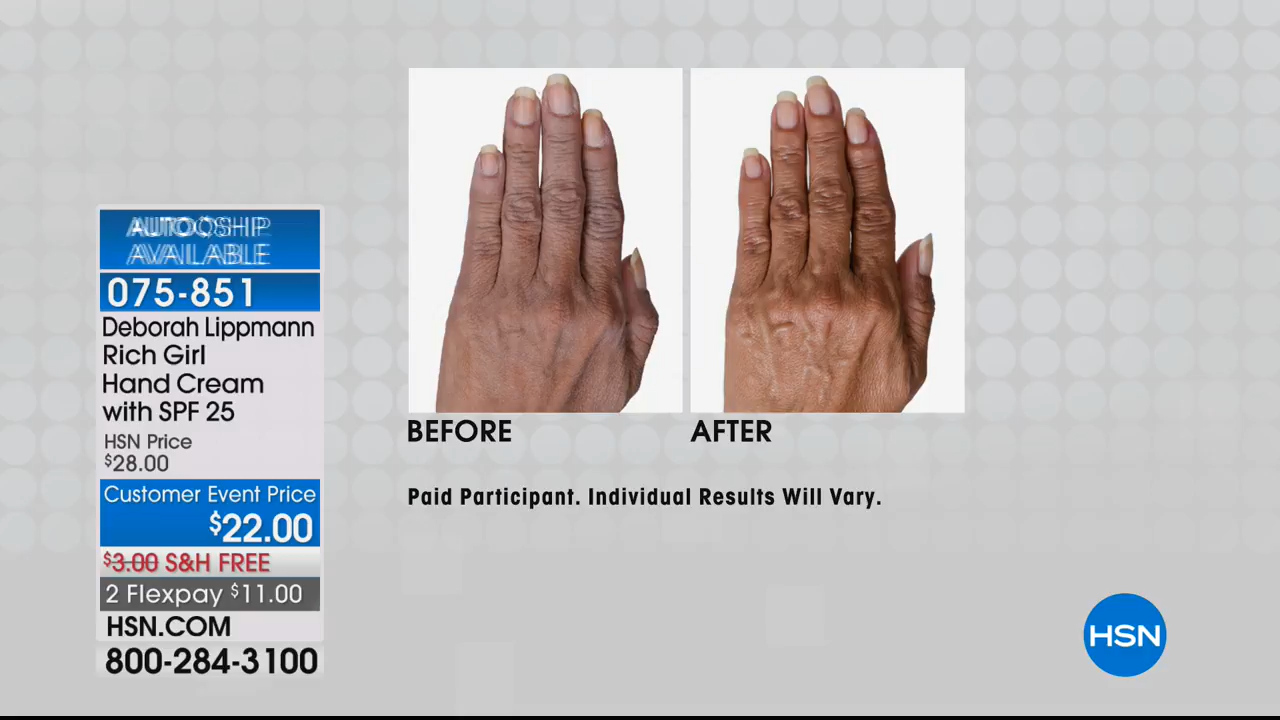 AVAILABLE
075-851
Deborah Lippmann
Rich Girl
Hand Cream
with SPF 25
HSN Price
$28.00
Customer Event Price
$22.00
$3.00 S&H FREE
2 Flexpay $11.00
HSN.COM
800-284-3100
BEFORE
AFTER
Paid Participant. Individual Results Will Vary.
HSN